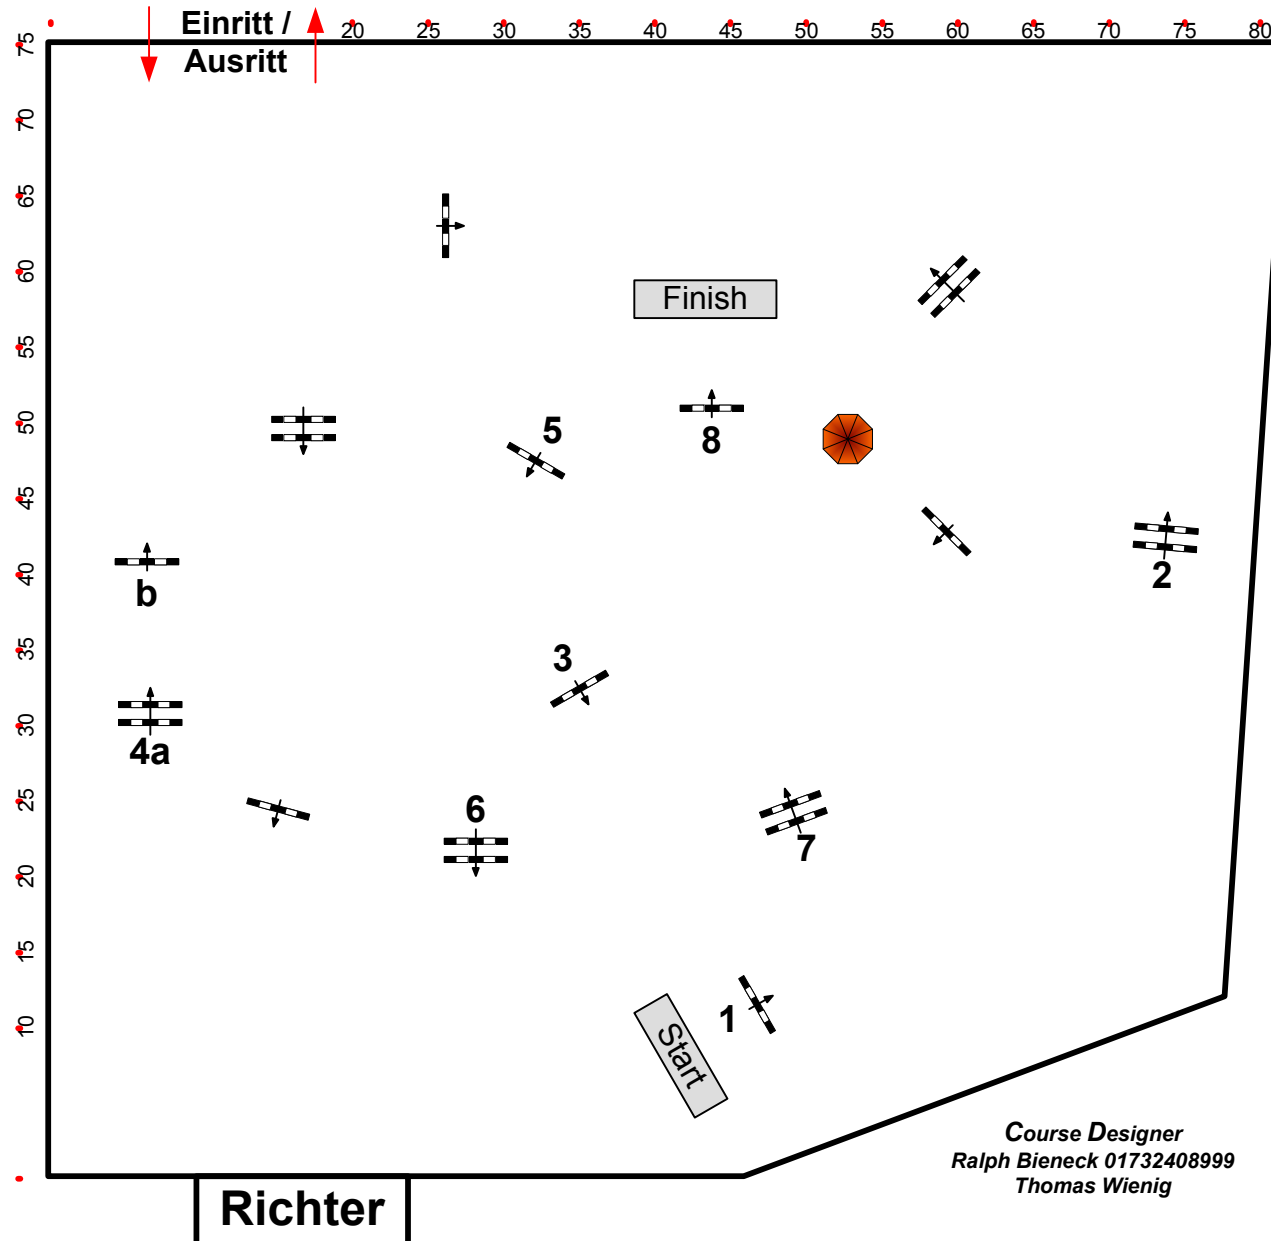 Einritt /
Ausritt
20 25 30 35 40 45 50 55 60 65 70 75 80
75
70
65
60
55
50
45
40
35
30
25
20
15
10
Finish
5
8
2
b
3
4a
6
7
1
Start
Course Designer
Ralph Bieneck 01732408999
Thomas Wienig
Richter